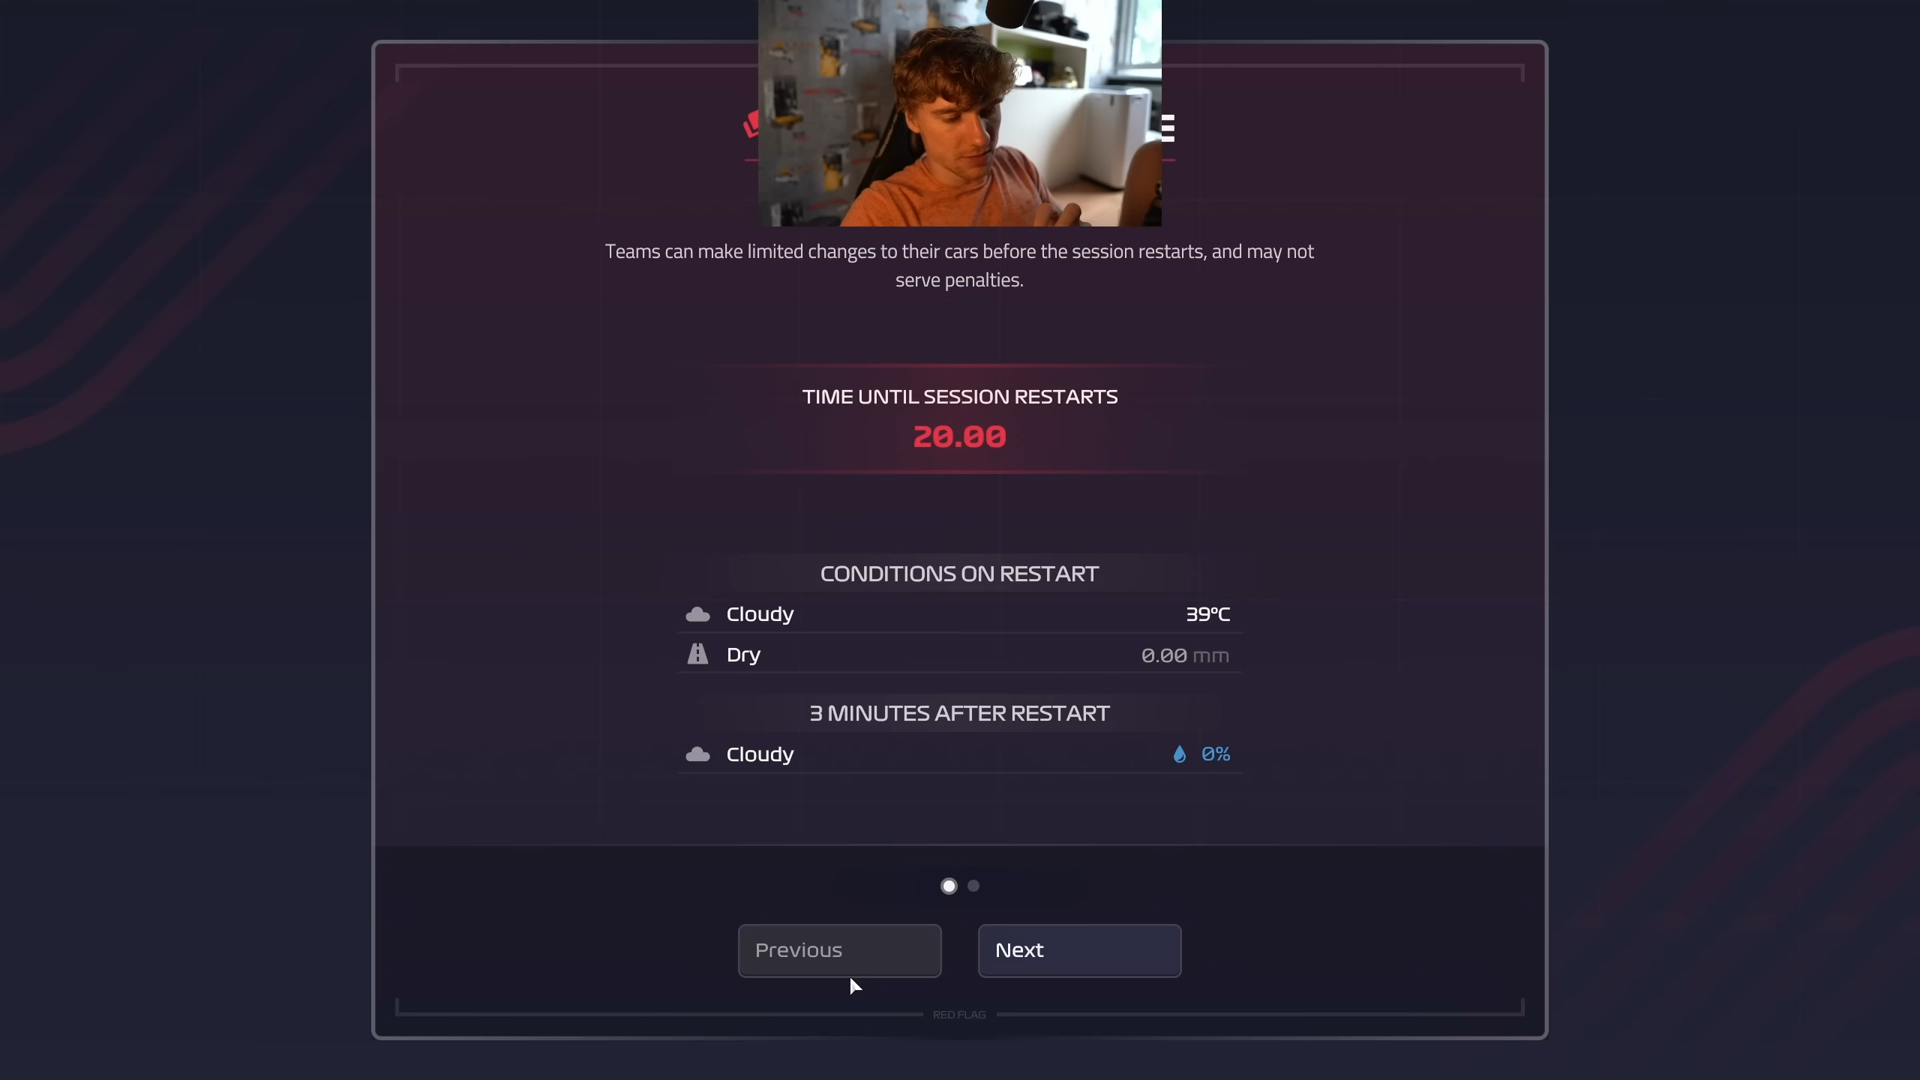 Teams can make limited changes to their cars before the session restarts, and may not
serve penalties.
TIME UNTIL SESSION RESTARTS
20.00
CONDITIONS ON RESTART
Cloudy 39°C
Dry 0.00 mm
3 MINUTES AFTER RESTART
Cloudy 0%
Previous Next
RED FLAG